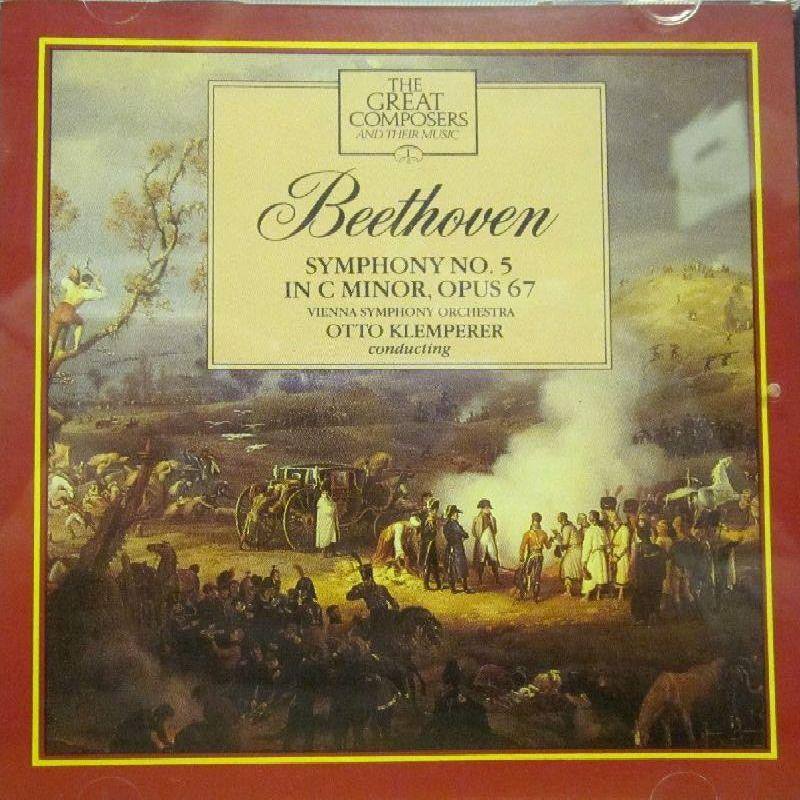 THE
GREAT
COMPOSERS
AND THEIR MUSIC
1
Beethoven
SYMPHONY NO. 5
IN C MINOR, OPUS 67
VIENNA SYMPHONY ORCHESTRA
OTTO KLEMPERER
conducting